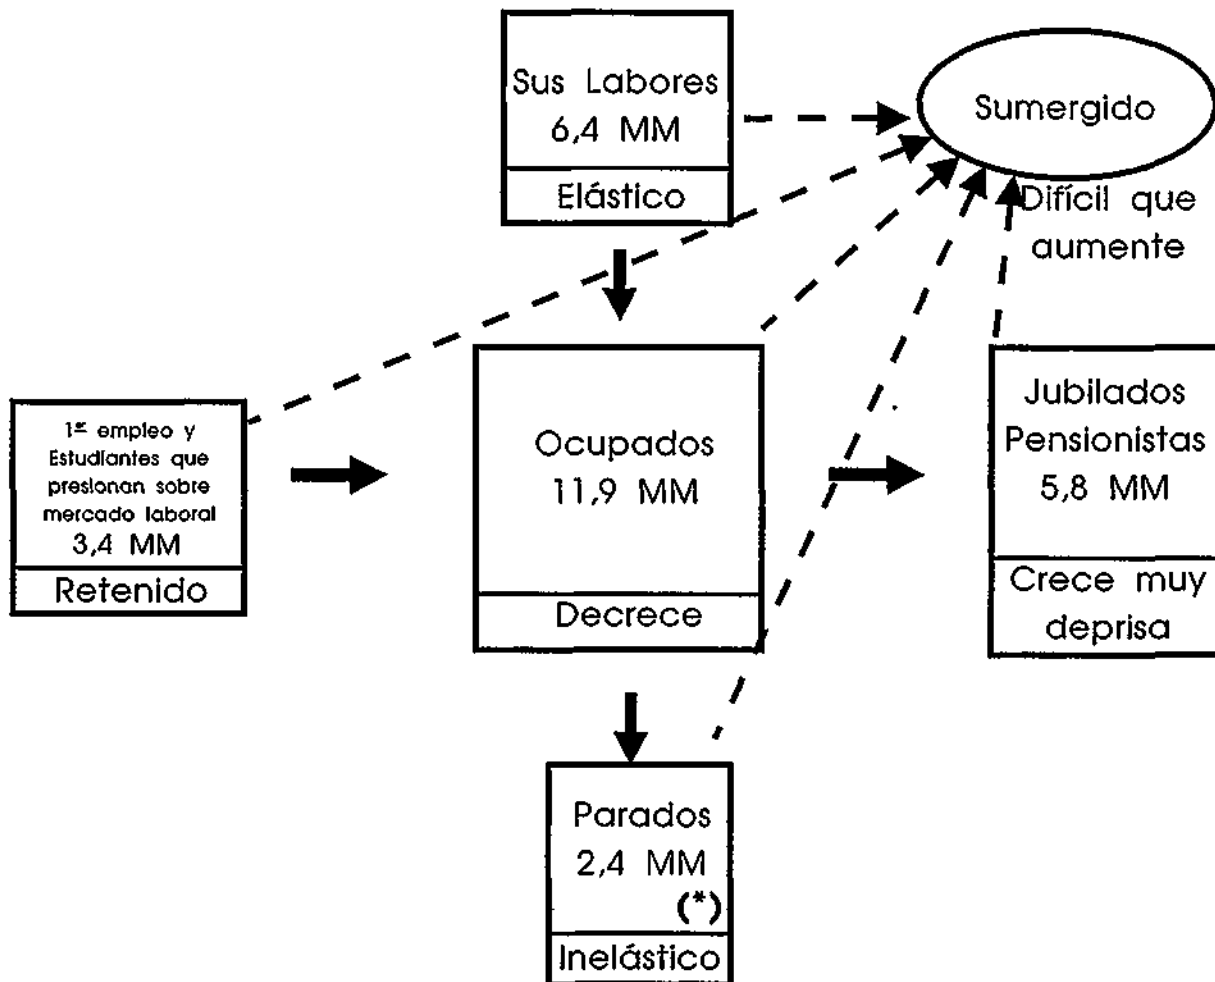 Sus Labores
6,4 MM
Elástico
Sumergido
Difícil que
aumente
1er empleo y
Estudiantes que
presionan sobre
mercado laboral
3,4 MM
Retenido
Ocupados
11,9 MM
Decrece
Jubilados
Pensionistas
5,8 MM
Crece muy
deprisa
Parados
2,4 MM
(*)
Inelástico